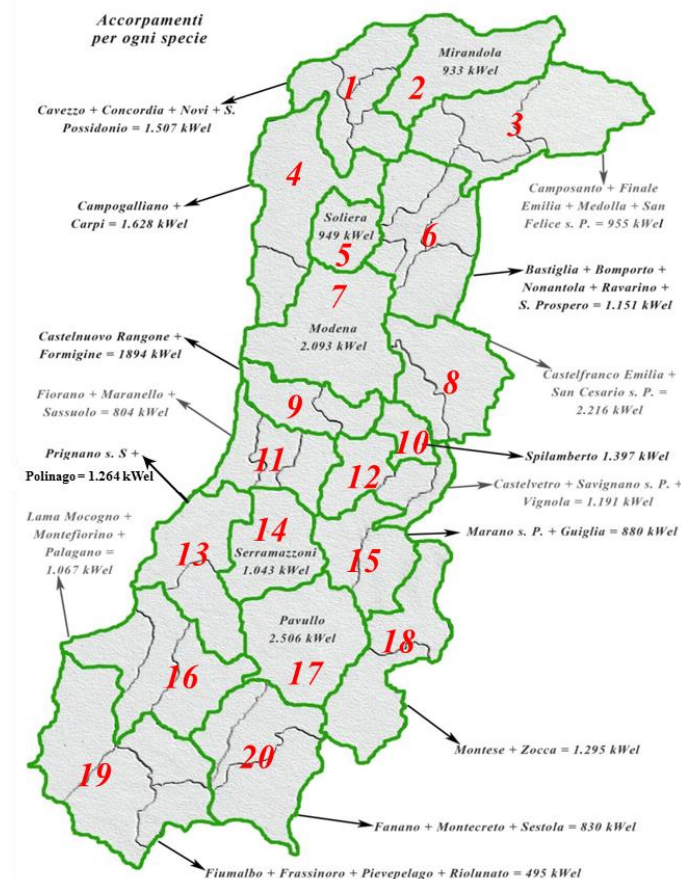 Accorpamenti
per ogni specie
Mirandola
933 kWel
1
2
3
Cavezzo + Concordia + Novi + S.
Possidonio = 1.507 kWel
4
Camposanto + Finale
Emilia + Medolla + San
Felice s. P. = 955 kWel
Campogalliano +
Carpi = 1.628 kWel
Soliera
949 kWel
5
6
Bastiglia + Bomporto +
Nonantola + Ravarino +
S. Prospero = 1.151 kWel
7
Modena
2.093 kWel
Castelnuovo Rangone +
Formigine = 1894 kWel
8
Castelfranco Emilia +
San Cesario s. P. =
2.216 kWel
Fiorano + Maranello +
Sassuolo = 804 kWel
9
10
Spilamberto 1.397 kWel
Prignano s. S +
Polinago = 1.264 kWel
11
12
Castelvetro + Savignano s. P. +
Vignola = 1.191 kWel
Lama Mocogno +
Montefiorino +
Palagano =
1.067 kWel
13
14
Serramazzoni
1.043 kWel
15
Marano s. P. + Guiglia = 880 kWel
Pavullo
2.506 kWel
16
17
18
Montese + Zocca = 1.295 kWel
19
20
Fanano + Montecreto + Sestola = 830 kWel
Fiumalbo + Frassinoro + Pievepelago + Riolunato = 495 kWel